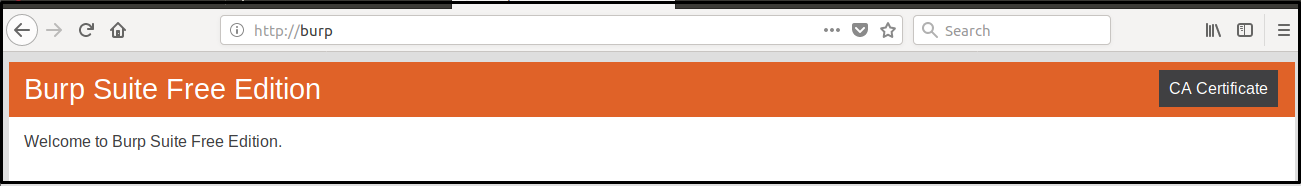 http://burp
Search
Burp Suite Free Edition
CA Certificate
Welcome to Burp Suite Free Edition.